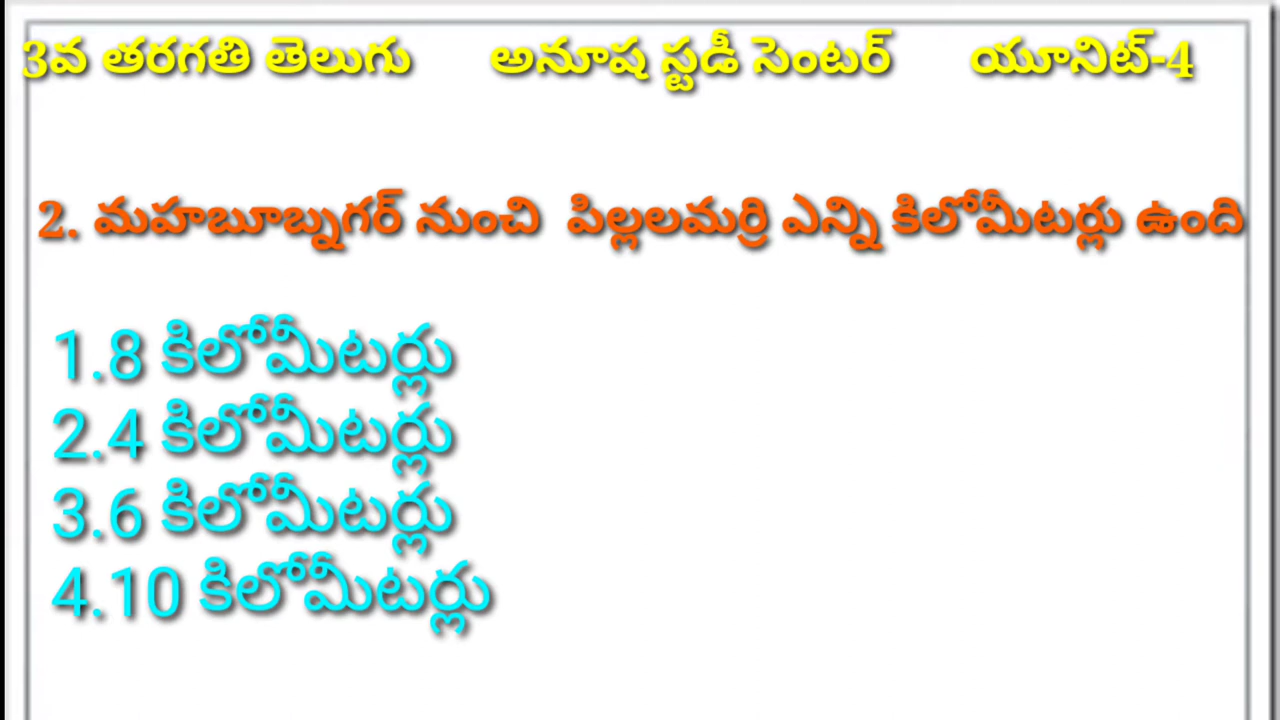 3వ తరగతి తెలుగు అనూష స్టడీ సెంటర్ యూనిట్-4
2. మహబూబ్నగర్ నుంచి పిల్లలమర్రి ఎన్ని కిలోమీటర్లు ఉంది
1.8 కిలోమీటర్లు
2.4 కిలోమీటర్లు
3.6 కిలోమీటర్లు
4.10 కిలోమీటర్లు